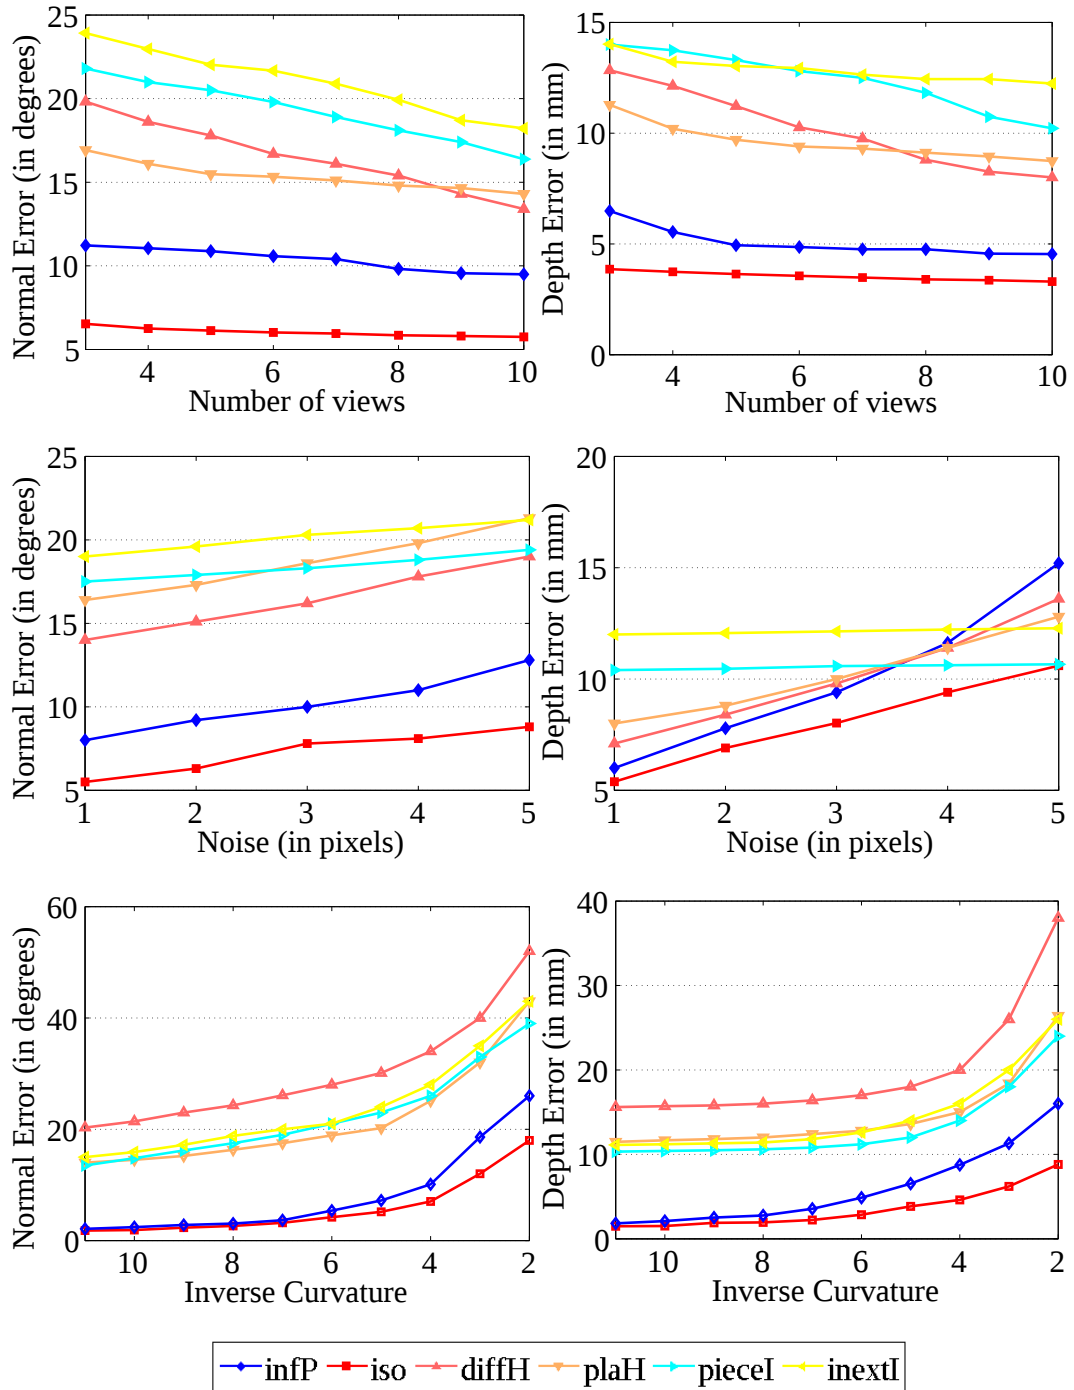 25
20
15
10
5
Normal Error (in degrees)
4 6 8 10
Number of views
15
10
5
0
Depth Error (in mm)
4 6 8 10
Number of views
25
20
15
10
5
Normal Error (in degrees)
1 2 3 4 5
Noise (in pixels)
20
15
10
5
Depth Error (in mm)
1 2 3 4 5
Noise (in pixels)
60
40
20
0
Normal Error (in degrees)
10 8 6 4 2
Inverse Curvature
40
30
20
10
0
Depth Error (in mm)
10 8 6 4 2
Inverse Curvature
infP iso diffH plaH pieceI inextI